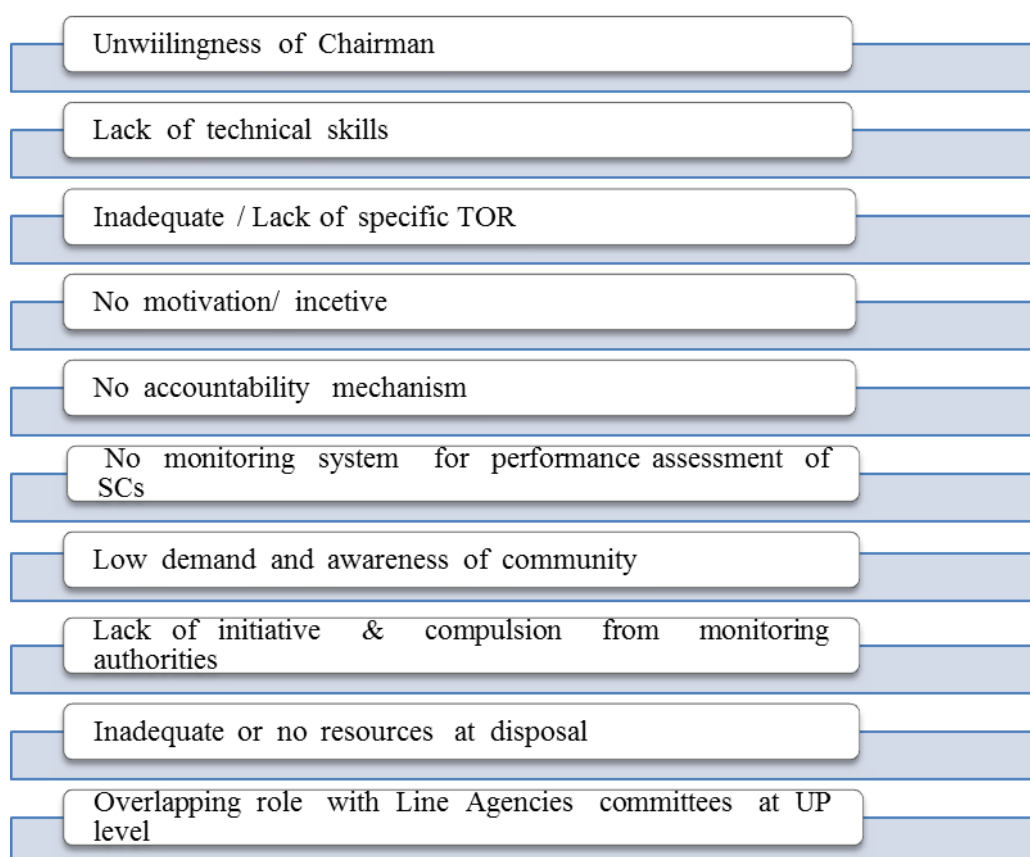 Unwiilingness of Chairman
Lack of technical skills
Inadequate / Lack of specific TOR
No motivation/ incetive
No accountability mechanism
No monitoring system for performance assessment of
SCs
Low demand and awareness of community
Lack of initiative & compulsion from monitoring
authorities
Inadequate or no resources at disposal
Overlapping role with Line Agencies committees at UP
level